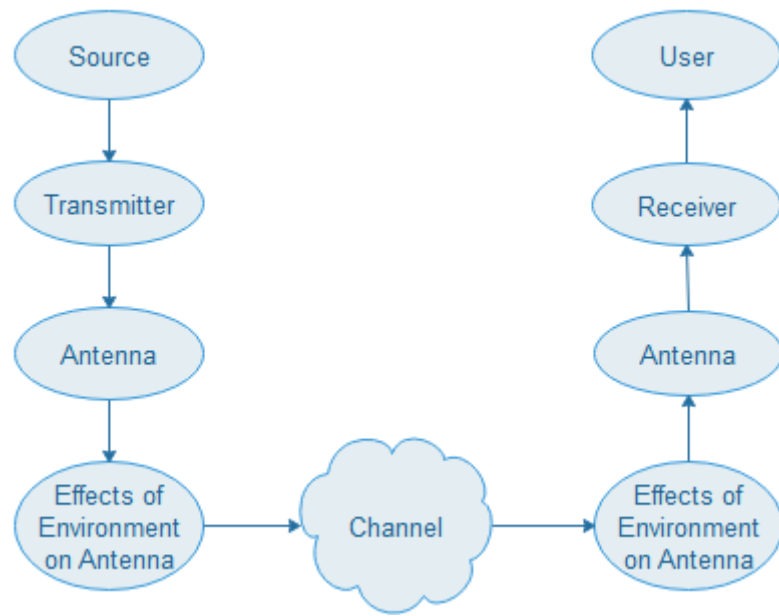 Source
Transmitter
Antenna
Effects of
Environment
on Antenna
Channel
Effects of
Environment
on Antenna
Antenna
Receiver
User